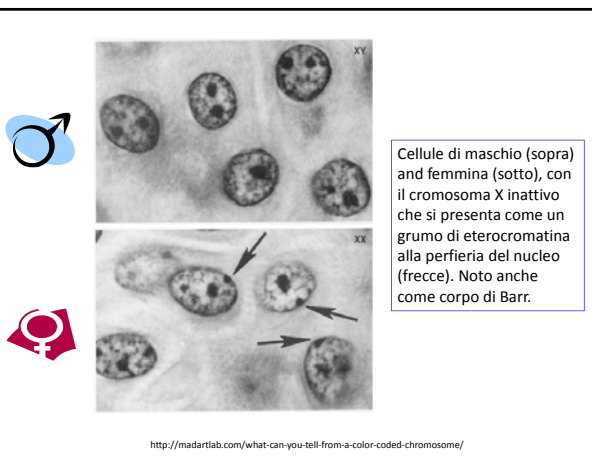 XY
XX
Cellule di maschio (sopra)
and femmina (sotto), con
il cromosoma X inattivo
che si presenta come un
grumo di eterocromatina
alla perfieria del nucleo
(frecce). Noto anche
come corpo di Barr.
http://madartlab.com/what-can-you-tell-from-a-color-coded-chromosome/